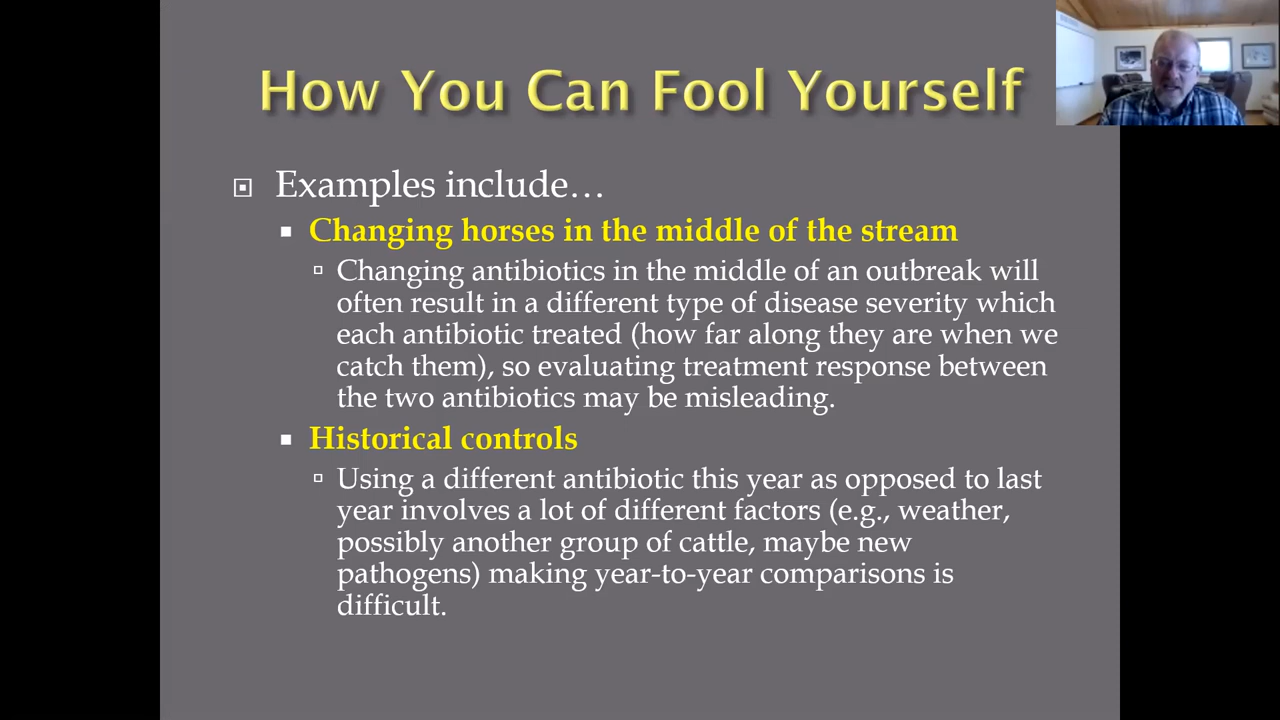 How You Can Fool Yourself
Examples include…
Changing horses in the middle of the stream
Changing antibiotics in the middle of an outbreak will
often result in a different type of disease severity which
each antibiotic treated (how far along they are when we
catch them), so evaluating treatment response between
the two antibiotics may be misleading.
Historical controls
Using a different antibiotic this year as opposed to last
year involves a lot of different factors (e.g., weather,
possibly another group of cattle, maybe new
pathogens) making year-to-year comparisons is
difficult.